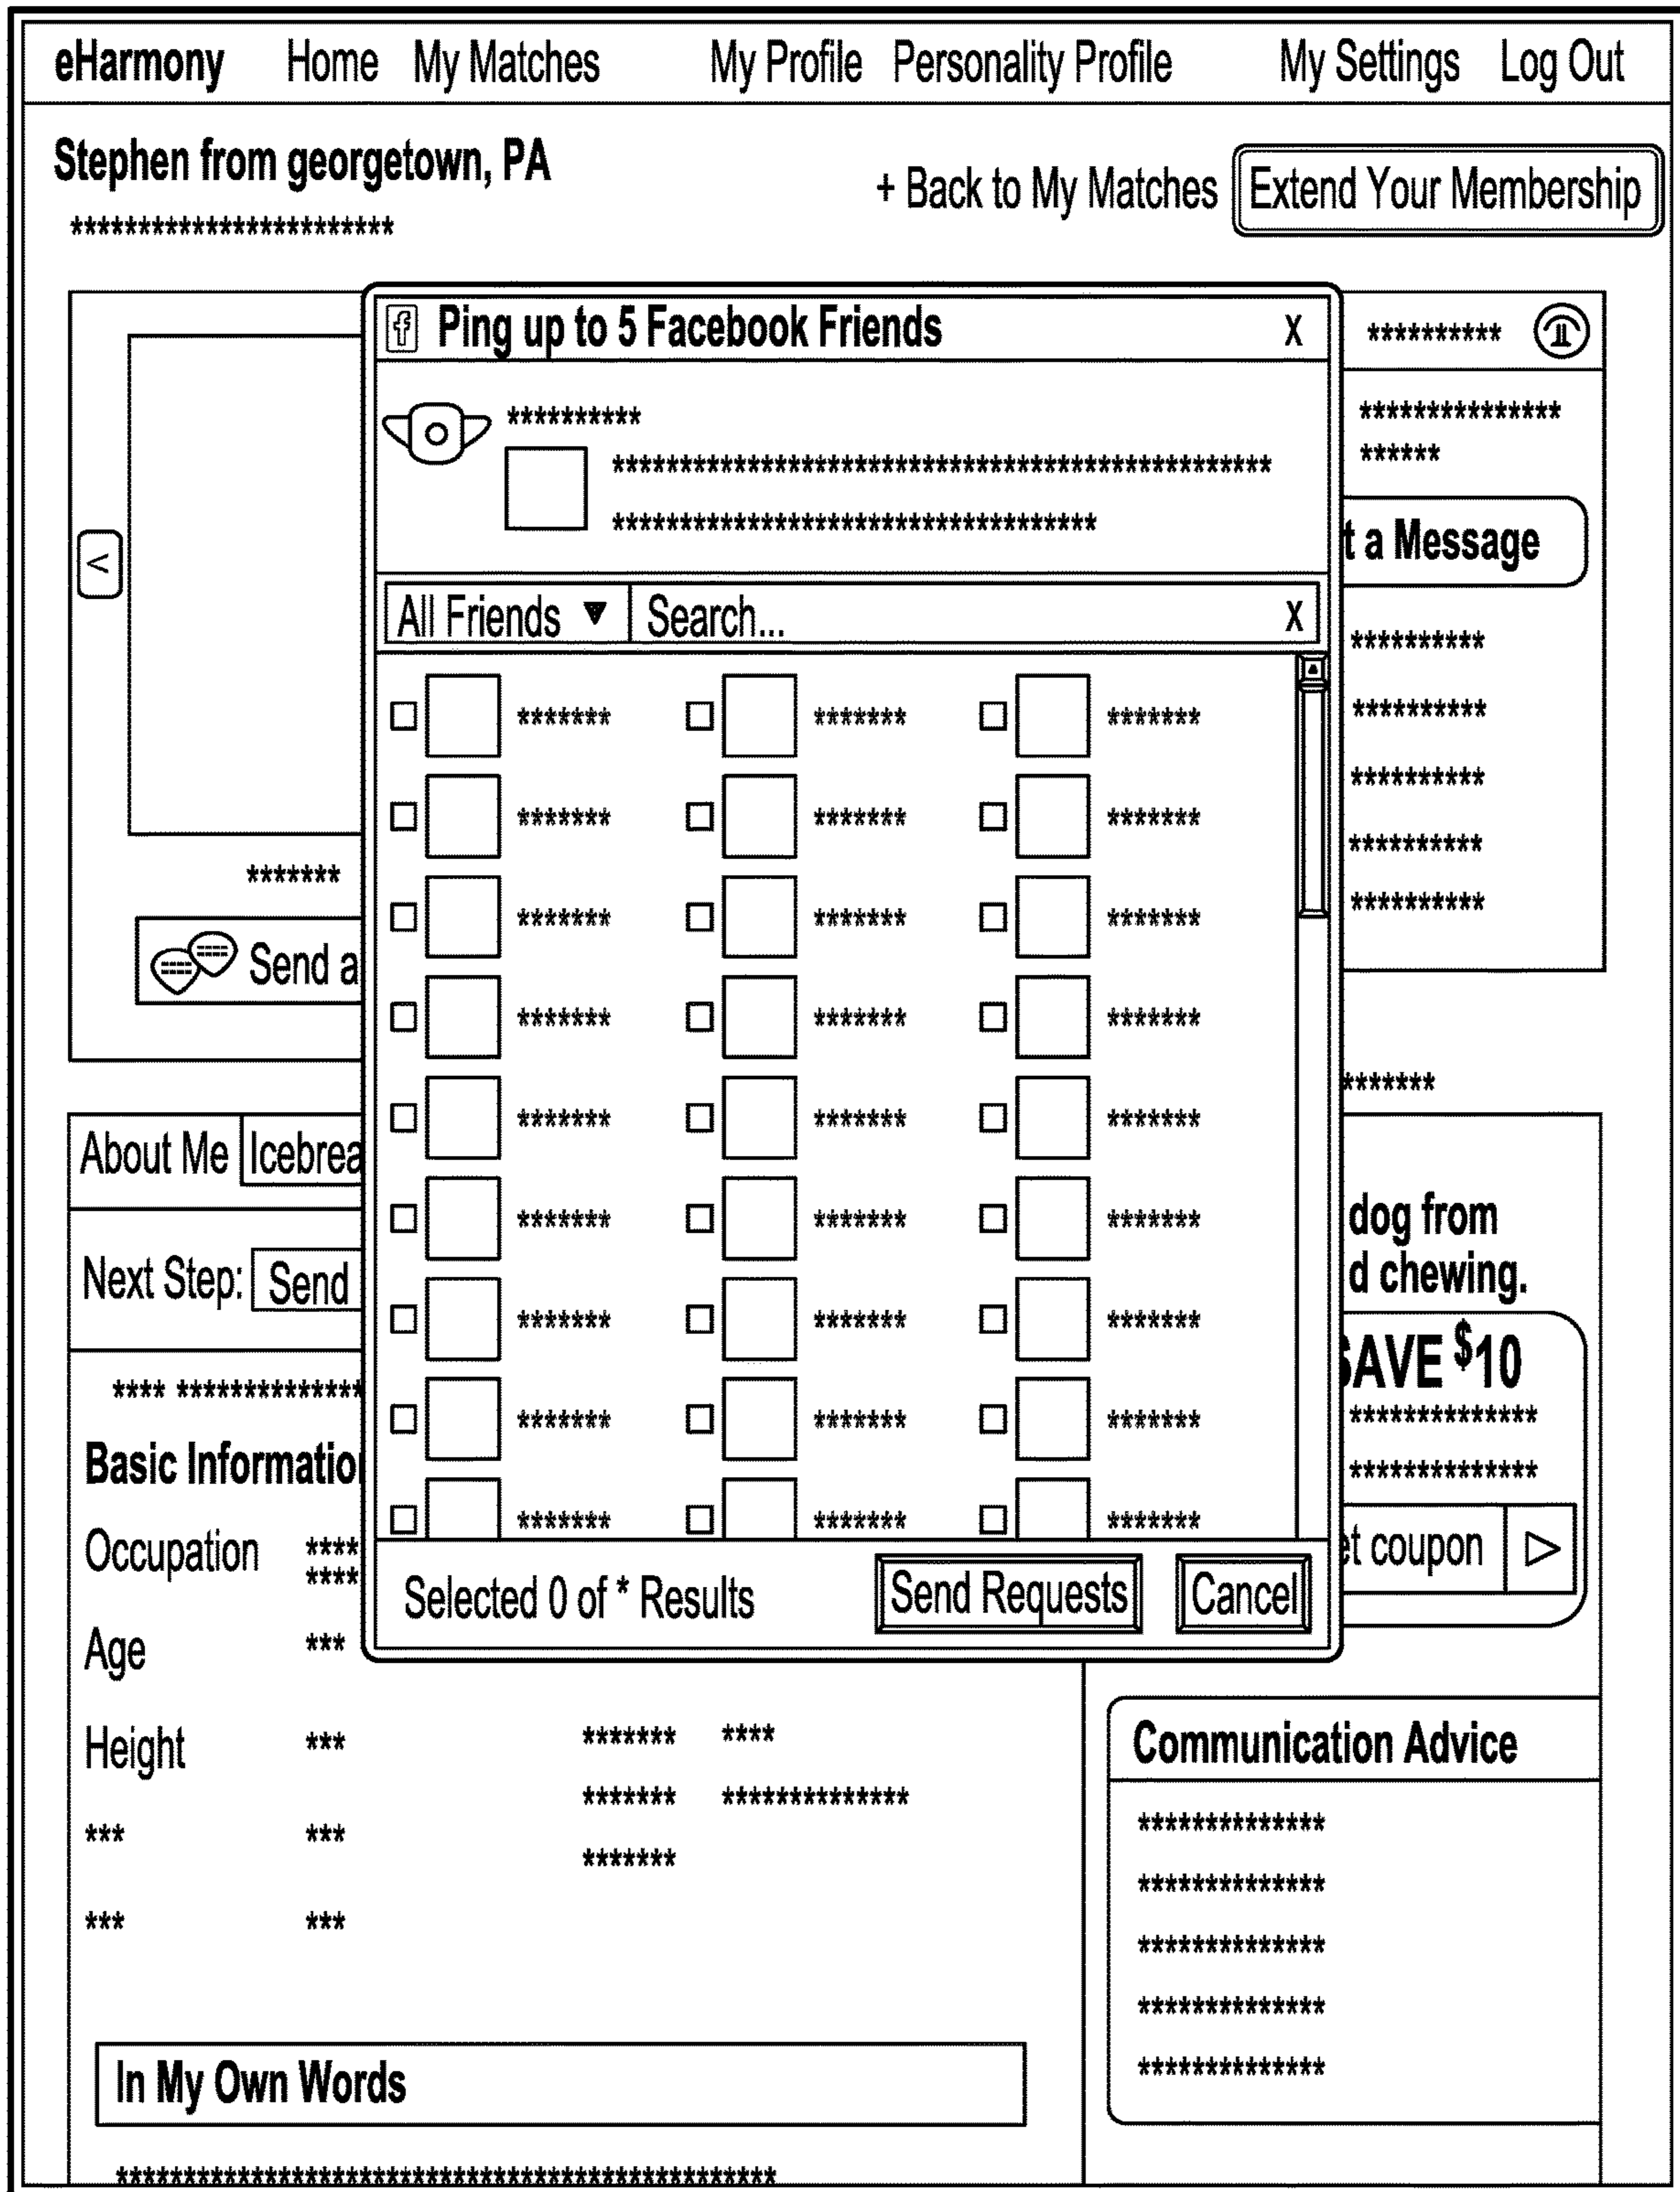 eHarmony Home My Matches My Profile Personality Profile My Settings Log Out
Stephen from georgetown, PA
+ Back to My Matches Extend Your Membership
************************
f Ping up to 5 Facebook Friends X
**********
**********
***************
******
*************************************************
************************************
t a Message
<
All Friends ▼ Search... X
**********
******* ******* *******
**********
******* ******* *******
**********
**********
******* ******* *******
**********
*******
Send a
******* ******* *******
******* ******* *******
*******
About Me Icebrea
******* ******* *******
dog from
d chewing.
Next Step: Send
******* ******* *******
SAVE $10
**** **************
******* ******* *******
**************
**************
Basic Information
******* ******* *******
Occupation ****
****
et coupon
Selected 0 of * Results Send Requests Cancel
Age ***
Height *** ******* ****
******* **************
*** *** *******
*** ***
Communication Advice
**************
**************
**************
**************
**************
In My Own Words
*************************************************